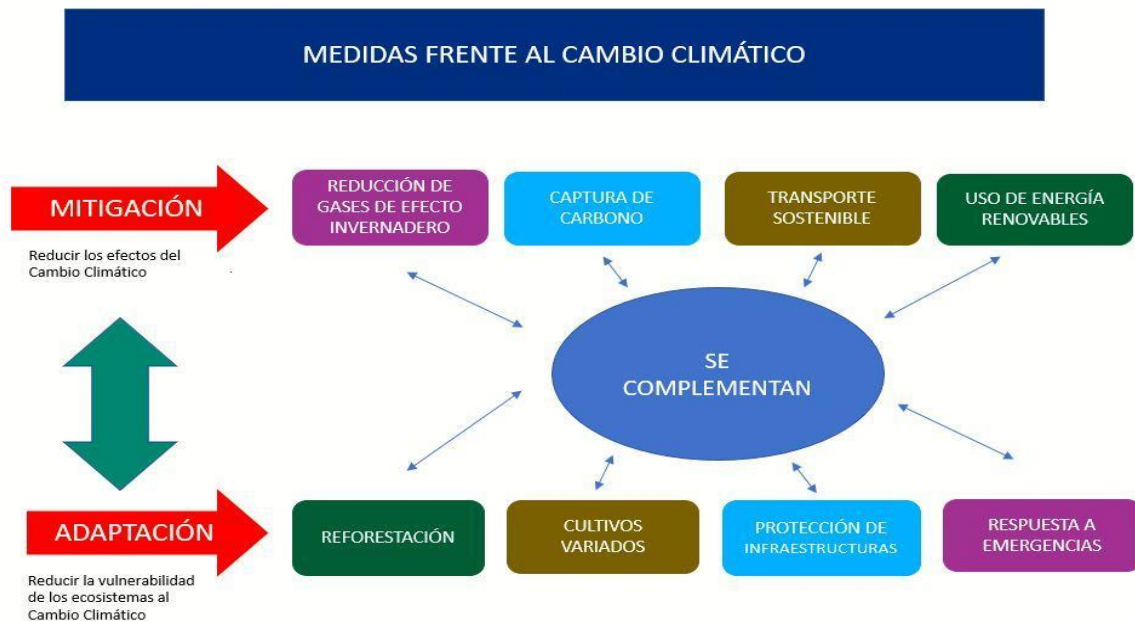 MEDIDAS FRENTE AL CAMBIO CLIMÁTICO
MITIGACIÓN
Reducir los efectos del
Cambio Climático
REDUCCIÓN DE
GASES DE EFECTO
INVERNADERO
CAPTURA DE
CARBONO
TRANSPORTE
SOSTENIBLE
USO DE ENERGÍA
RENOVABLES
SE
COMPLEMENTAN
ADAPTACIÓN
Reducir la vulnerabilidad
de los ecosistemas al
Cambio Climático
REFORESTACIÓN
CULTIVOS
VARIADOS
PROTECCIÓN DE
INFRAESTRUCTURAS
RESPUESTA A
EMERGENCIAS